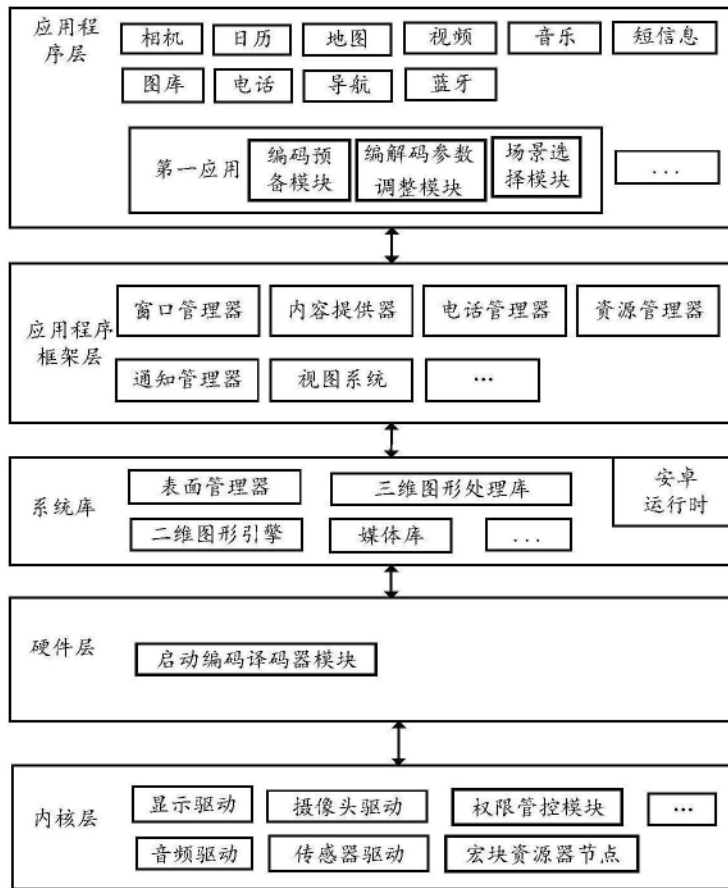 应用程
序层
相机
日历
地图
视频
音乐
短信息
图库
电话
导航
蓝牙
第一应用
编码预
备模块
编解码参数
调整模块
场景选
择模块
...
应用程序
框架层
窗口管理器
内容提供器
电话管理器
资源管理器
通知管理器
视图系统
...
系统库
表面管理器
三维图形处理库
安卓
运行时
二维图形引擎
媒体库
...
硬件层
启动编码译码器模块
内核层
显示驱动
摄像头驱动
权限管控模块
...
音频驱动
传感器驱动
宏块资源器节点